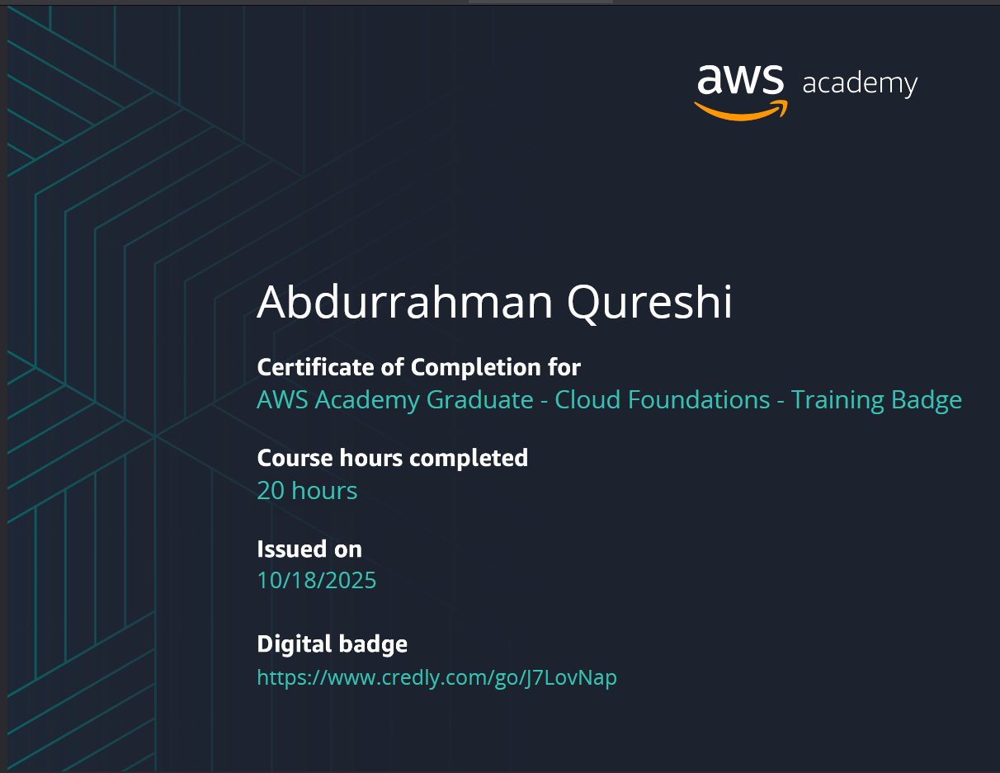 aws academy
Abdurrahman Qureshi
Certificate of Completion for
AWS Academy Graduate - Cloud Foundations - Training Badge
Course hours completed
20 hours
Issued on
10/18/2025
Digital badge
https://www.credly.com/go/J7LovNap